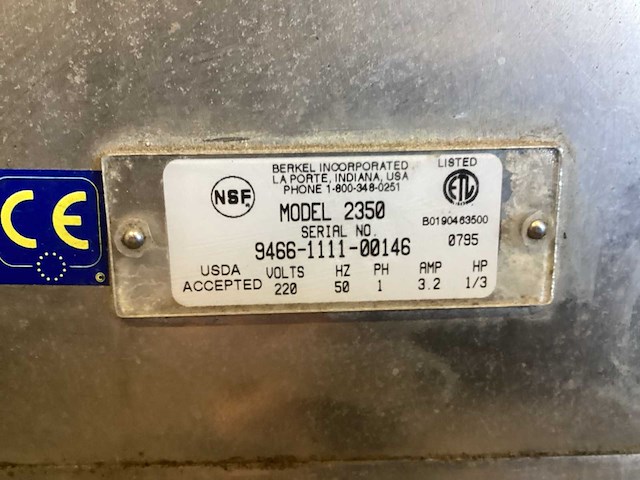 CE
©
NSF
BERKEL INCORPORATED
LA PORTE, INDIANA, USA
PHONE 1-800-348-0251
MODEL 2350
SERIAL NO.
9466-1111-00146
LISTED
ETL
B0190463500
0795
USDA ACCEPTED
VOLTS HZ PH AMP HP
220 50 1 3.2 1/3